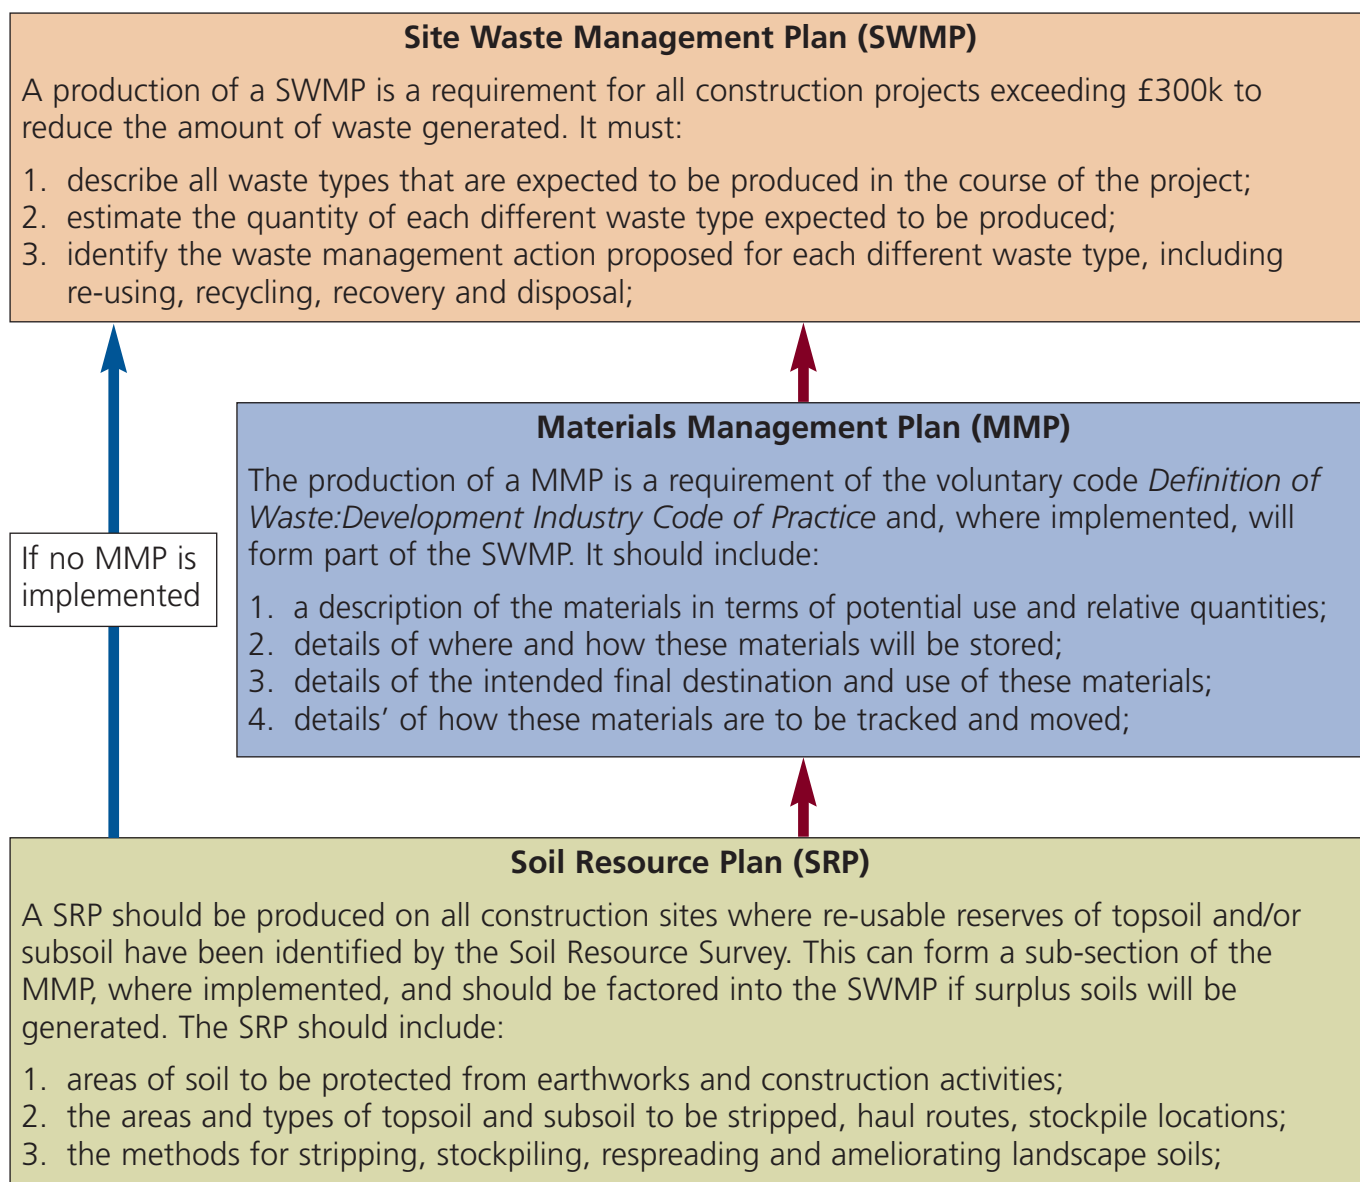 Site Waste Management Plan (SWMP)
A production of a SWMP is a requirement for all construction projects exceeding £300k to
reduce the amount of waste generated. It must:
1. describe all waste types that are expected to be produced in the course of the project;
2. estimate the quantity of each different waste type expected to be produced;
3. identify the waste management action proposed for each different waste type, including
re-using, recycling, recovery and disposal;
Materials Management Plan (MMP)
The production of a MMP is a requirement of the voluntary code Definition of
Waste:Development Industry Code of Practice and, where implemented, will
form part of the SWMP. It should include:
1. a description of the materials in terms of potential use and relative quantities;
2. details of where and how these materials will be stored;
3. details of the intended final destination and use of these materials;
4. details’ of how these materials are to be tracked and moved;
If no MMP is
implemented
Soil Resource Plan (SRP)
A SRP should be produced on all construction sites where re-usable reserves of topsoil and/or
subsoil have been identified by the Soil Resource Survey. This can form a sub-section of the
MMP, where implemented, and should be factored into the SWMP if surplus soils will be
generated. The SRP should include:
1. areas of soil to be protected from earthworks and construction activities;
2. the areas and types of topsoil and subsoil to be stripped, haul routes, stockpile locations;
3. the methods for stripping, stockpiling, respreading and ameliorating landscape soils;